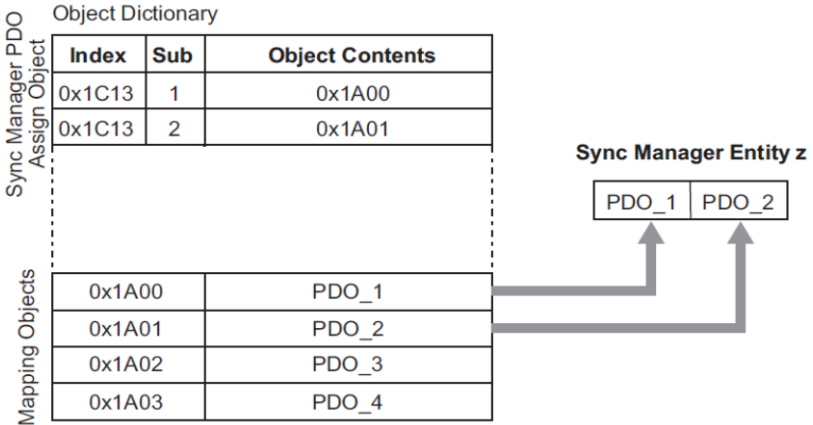 Object Dictionary
Sync Manager PDO
Assign Object
Index Sub Object Contents
0x1C13 1 0x1A00
0x1C13 2 0x1A01
Sync Manager Entity z
PDO_1 PDO_2
Mapping Objects
0x1A00 PDO_1
0x1A01 PDO_2
0x1A02 PDO_3
0x1A03 PDO_4